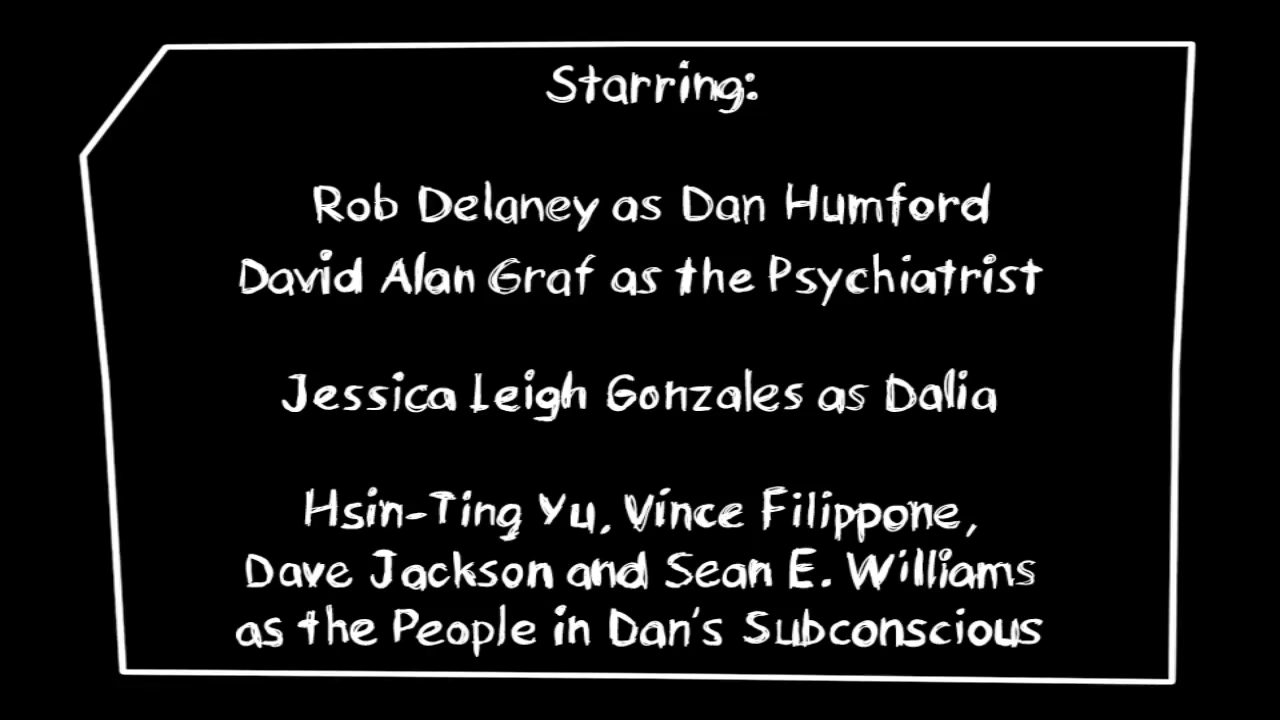 Starring:
Rob Delaney as Dan Humford
David Alan Graf as the Psychiatrist
Jessica Leigh Gonzales as Dalia
Hsin-Ting Yu, Vince Filippone,
Dave Jackson and Sean E. Williams
as the People in Dan's Subconscious